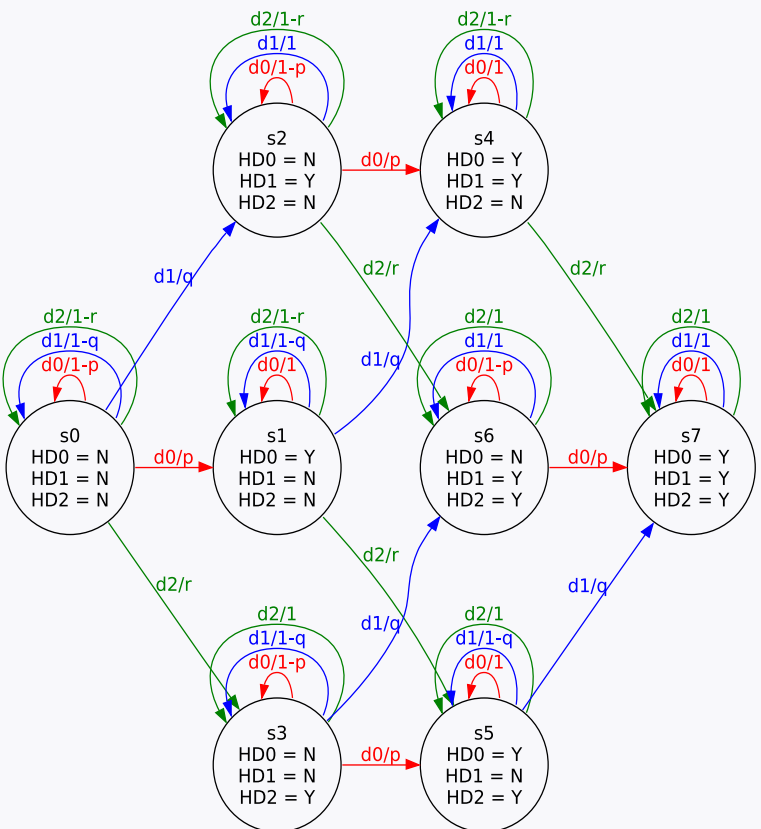 d2/1-r
d1/1
d0/1-p
s2
HD0 = N
HD1 = Y
HD2 = N
d2/1-r
d1/1
d0/1
s4
HD0 = Y
HD1 = Y
HD2 = N
d0/p
d1/q
d2/r
d2/r
d2/1-r
d1/1-q
d0/1-p
s0
HD0 = N
HD1 = N
HD2 = N
d0/p
d2/1-r
d1/1-q
d0/1
s1
HD0 = Y
HD1 = N
HD2 = N
d1/q
d2/1
d1/1
d0/1-p
s6
HD0 = N
HD1 = Y
HD2 = Y
d0/p
d2/1
d1/1
d0/1
s7
HD0 = Y
HD1 = Y
HD2 = Y
d2/r
d2/r
d1/q
d1/q
d2/1
d1/1-q
d0/1-p
s3
HD0 = N
HD1 = N
HD2 = Y
d0/p
d2/1
d1/1-q
d0/1
s5
HD0 = Y
HD1 = N
HD2 = Y